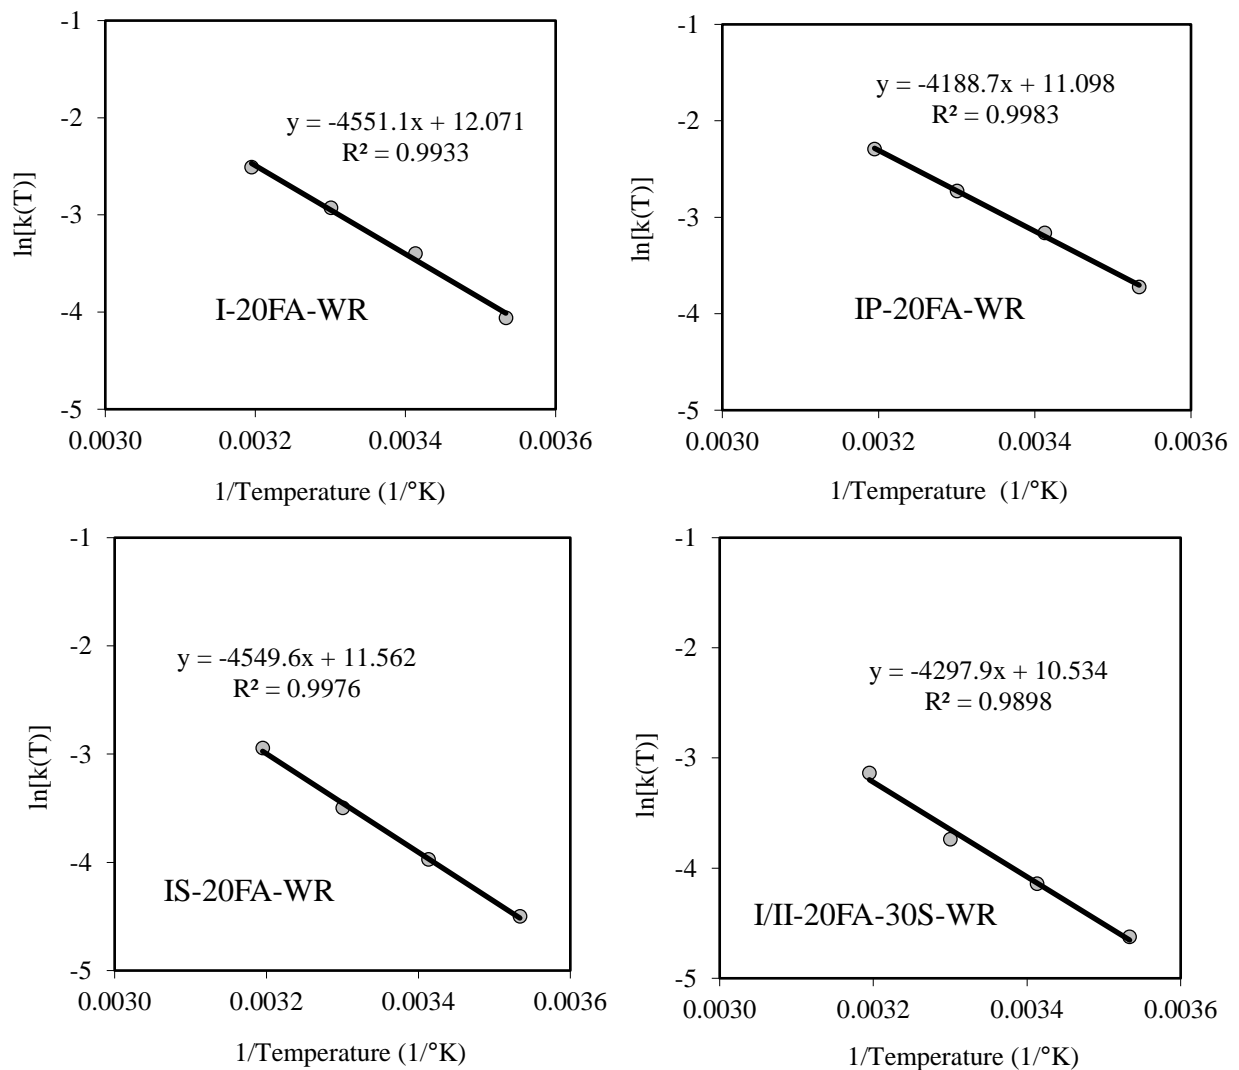 -1
-2
-3
-4
-5
ln[k(T)]
y = -4551.1x + 12.071
R² = 0.9933
I-20FA-WR
0.0030 0.0032 0.0034 0.0036
1/Temperature (1/°K)
-1
-2
-3
-4
-5
ln[k(T)]
y = -4188.7x + 11.098
R² = 0.9983
IP-20FA-WR
0.0030 0.0032 0.0034 0.0036
1/Temperature (1/°K)
-1
-2
-3
-4
-5
ln[k(T)]
y = -4549.6x + 11.562
R² = 0.9976
IS-20FA-WR
0.0030 0.0032 0.0034 0.0036
1/Temperature (1/°K)
-1
-2
-3
-4
-5
ln[k(T)]
y = -4297.9x + 10.534
R² = 0.9898
I/II-20FA-30S-WR
0.0030 0.0032 0.0034 0.0036
1/Temperature (1/°K)